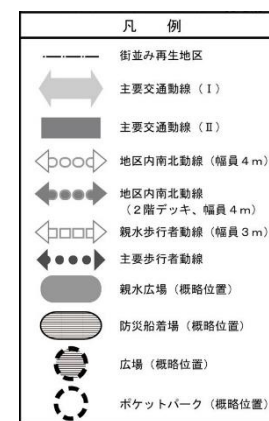 凡 例
街並み再生地区
主要交通動線（Ⅰ）
主要交通動線（Ⅱ）
地区内南北動線（幅員４ｍ）
地区内南北動線
（２階デッキ、幅員４ｍ）
親水歩行者動線（幅員３ｍ）
主要歩行者動線
親水広場（概略位置）
防災船着場（概略位置）
広場（概略位置）
ポケットパーク（概略位置）